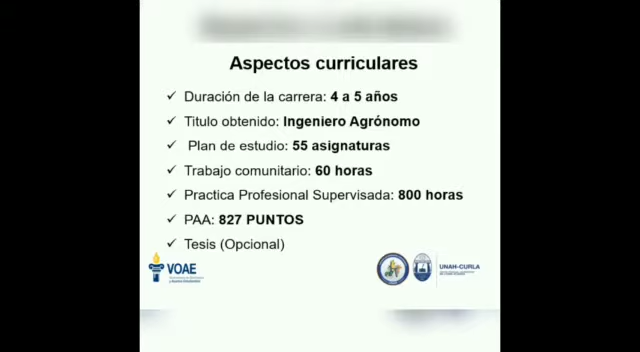 Aspectos curriculares
✓ Duración de la carrera: 4 a 5 años
✓ Titulo obtenido: Ingeniero Agrónomo
✓ Plan de estudio: 55 asignaturas
✓ Trabajo comunitario: 60 horas
✓ Practica Profesional Supervisada: 800 horas
✓ PAA: 827 PUNTOS
✓ Tesis (Opcional)
VOAE
UNAH-CURLA